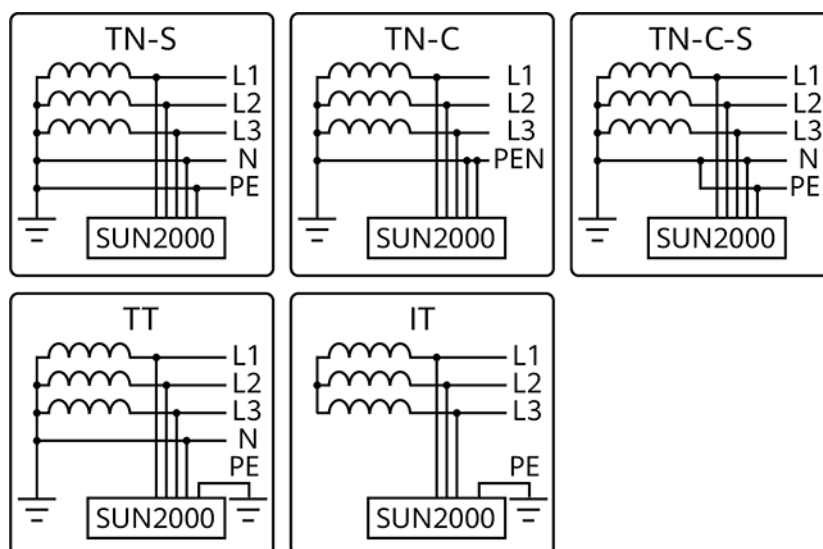 TN-S
L1
L2
L3
N
PE
SUN2000
TN-C
L1
L2
L3
PEN
SUN2000
TN-C-S
L1
L2
L3
N
PE
SUN2000
TT
L1
L2
L3
N
PE
SUN2000
IT
L1
L2
L3
PE
SUN2000